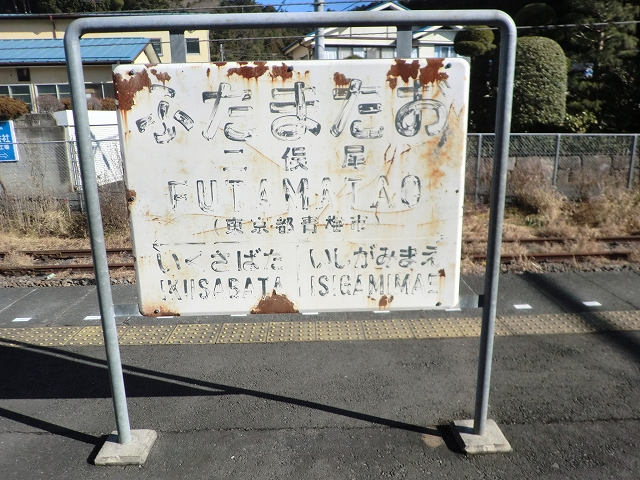 ふたまたお
二俣尾
FUTAMATAO
(東京都青梅市)
いくさばた いしがみまえ
IKUSABATA ISIGAMIMAE